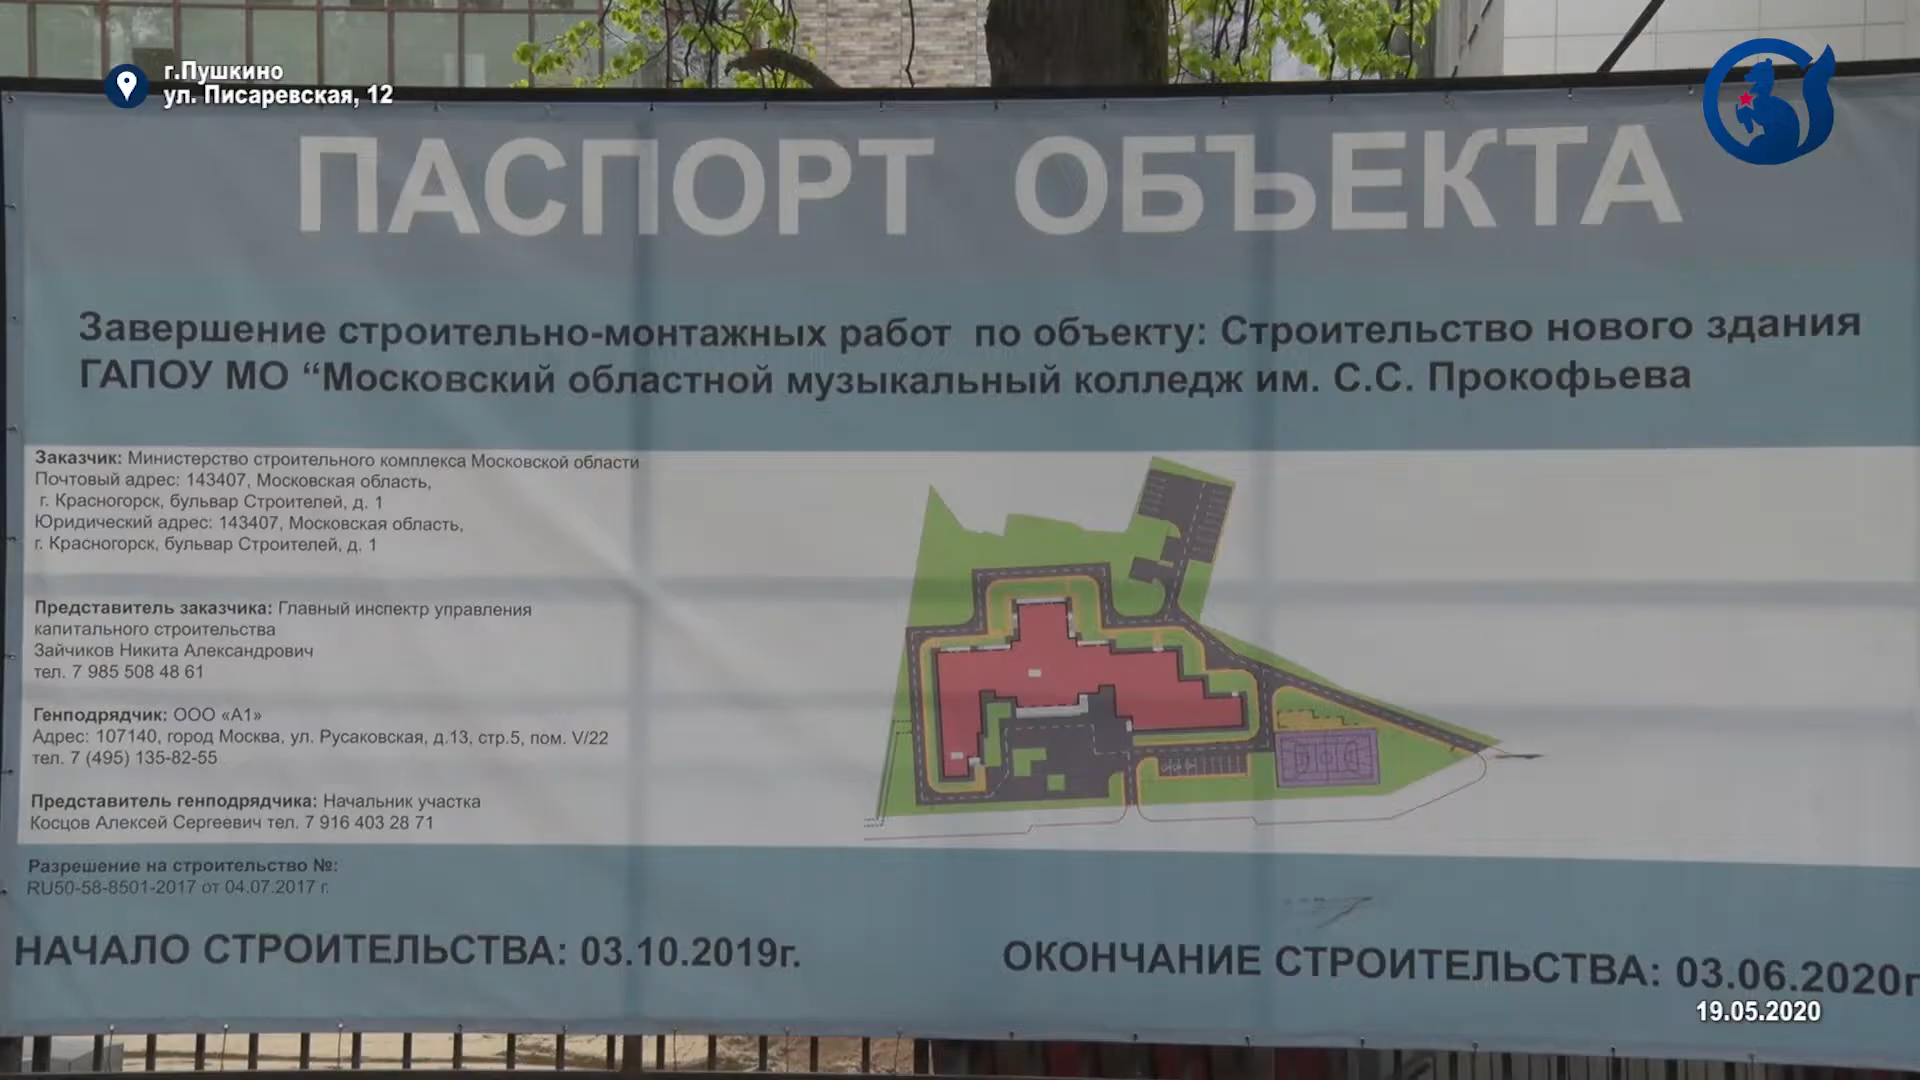 г.Пушкино
ул. Писаревская, 12
ПАСПОРТ ОБЪЕКТА
Завершение строительно-монтажных работ по объекту: Строительство нового здания
ГАПОУ МО “Московский областной музыкальный колледж им. С.С. Прокофьева
Заказчик: Министерство строительного комплекса Московской области
Почтовый адрес: 143407, Московская область,
г. Красногорск, бульвар Строителей, д. 1
Юридический адрес: 143407, Московская область,
г. Красногорск, бульвар Строителей, д. 1
Представитель заказчика: Главный инспектр управления
капитального строительства
Зайчиков Никита Александрович
тел. 7 985 508 48 61
Генподрядчик: ООО «А1»
Адрес: 107140, город Москва, ул. Русаковская, д.13, стр.5, пом. V/22
тел. 7 (495) 135-82-55
Представитель генподрядчика: Начальник участка
Косцов Алексей Сергеевич тел. 7 916 403 28 71
Разрешение на строительство №:
RU50-58-8501-2017 от 04.07.2017 г.
НАЧАЛО СТРОИТЕЛЬСТВА: 03.10.2019г.
ОКОНЧАНИЕ СТРОИТЕЛЬСТВА: 03.06.2020г
19.05.2020